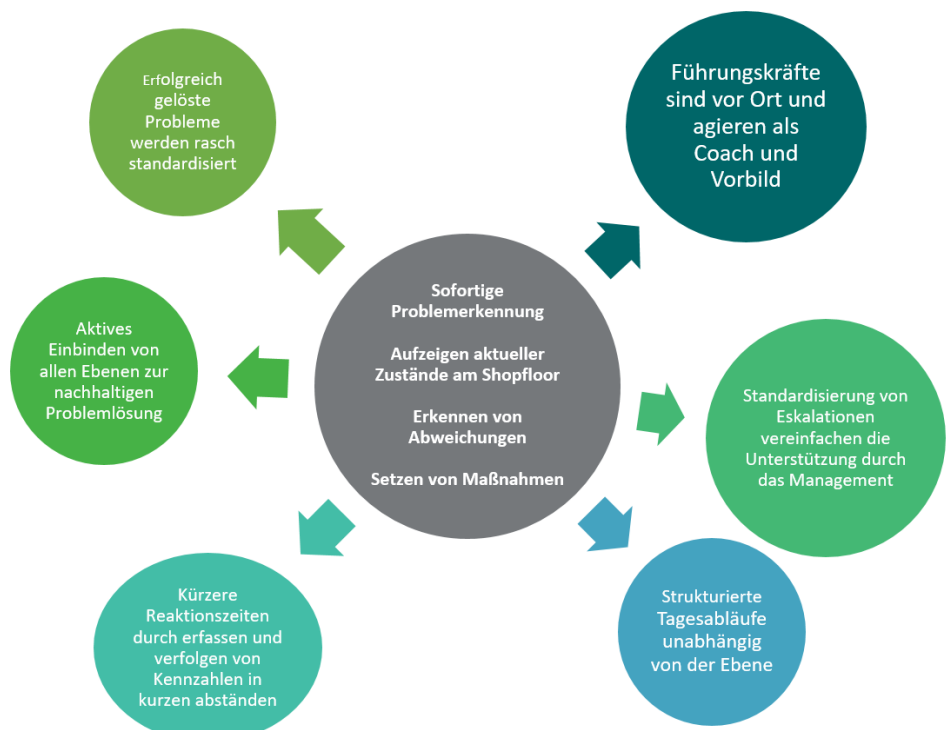 Erfolgreich
gelöste
Probleme
werden rasch
standardisiert
Führungskräfte
sind vor Ort und
agieren als
Coach und
Vorbild
Sofortige
Problemerkennung
Aufzeigen aktueller
Zustände am Shopfloor
Erkennen von
Abweichungen
Setzen von Maßnahmen
Aktives
Einbinden von
allen Ebenen zur
nachhaltigen
Problemlösung
Standardisierung von
Eskalationen
vereinfachen die
Unterstützung durch
das Management
Kürzere
Reaktionszeiten
durch erfassen und
verfolgen von
Kennzahlen in
kurzen abständen
Strukturierte
Tagesabläufe
unabhängig
von der Ebene